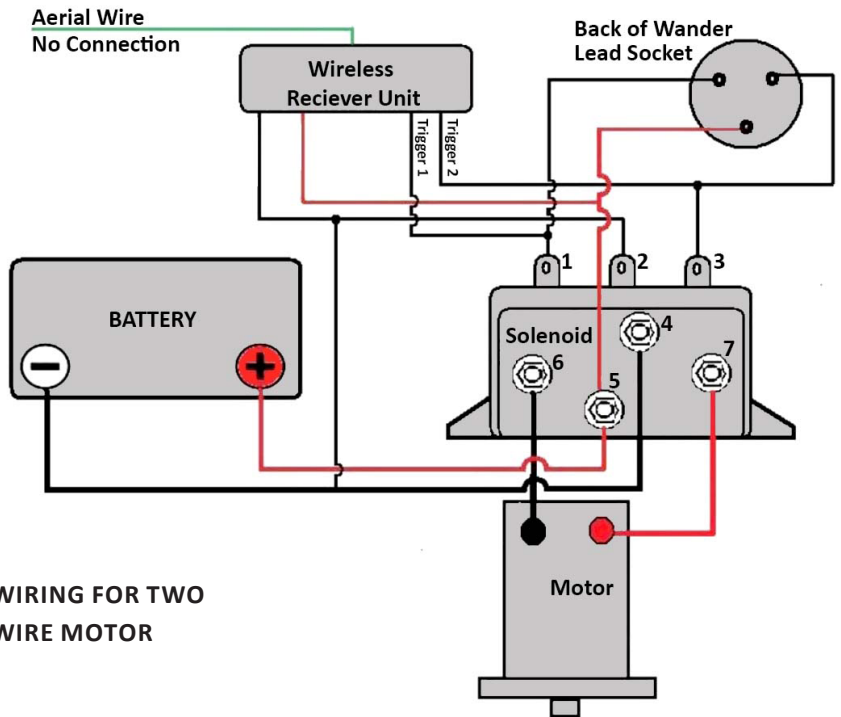 Aerial Wire
No Connection
Wireless
Reciever Unit
Back of Wander
Lead Socket
Trigger 1
Trigger 2
1
2
3
BATTERY
Solenoid
4
6
7
5
Motor
WIRING FOR TWO
WIRE MOTOR